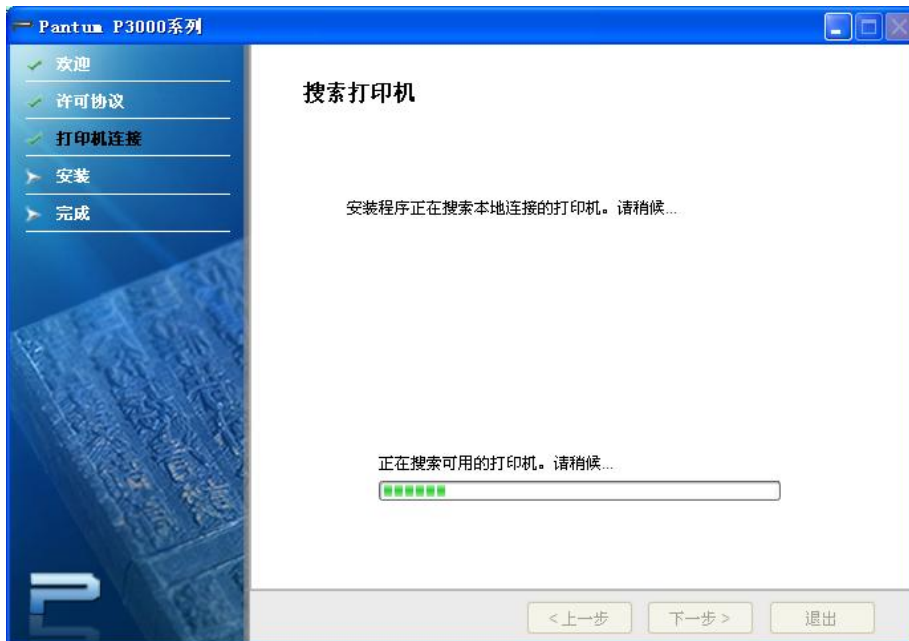 Pantum P3000系列
欢迎
许可协议
打印机连接
安装
完成
搜索打印机
安装程序正在搜索本地连接的打印机。请稍候...
正在搜索可用的打印机。请稍候...
<上一步
下一步>
退出